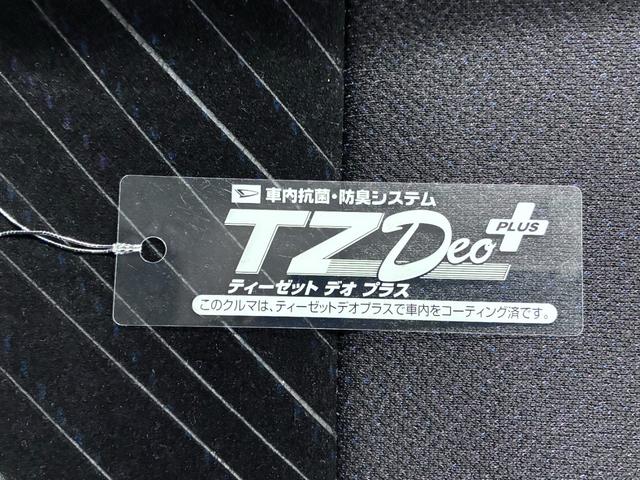 車内抗菌・防臭システム
TZ Deo PLUS
ティーゼット デオ プラス
このクルマは、ティーゼットデオプラスで車内をコーティング済です。